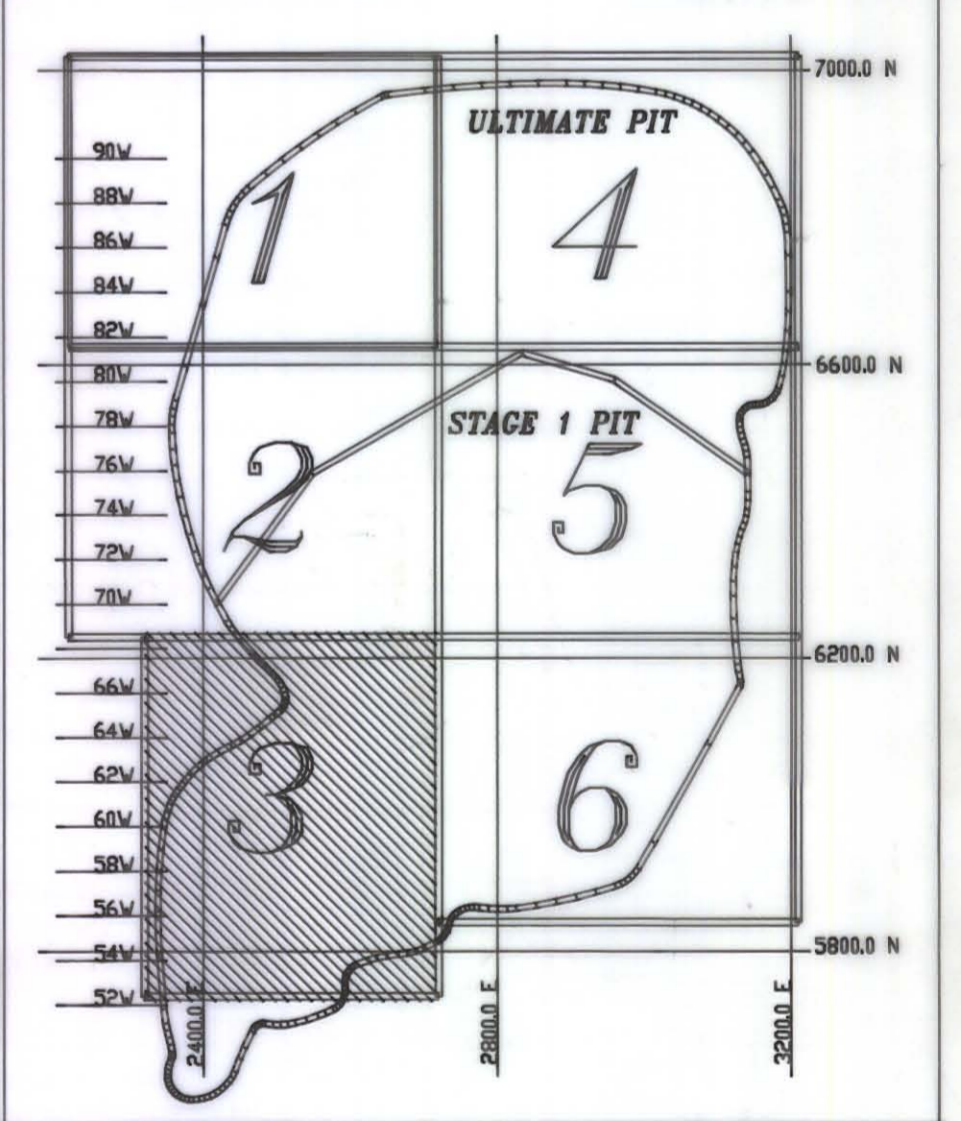 7000.0 N
ULTIMATE PIT
90W
88W
1
4
86W
84W
82W
6600.0 N
80W
STAGE 1 PIT
78W
2
5
76W
74W
72W
70W
6200.0 N
66W
64W
3
6
62W
60W
58W
56W
5800.0 N
54W
52W
2400.0 E
2800.0 E
3200.0 E